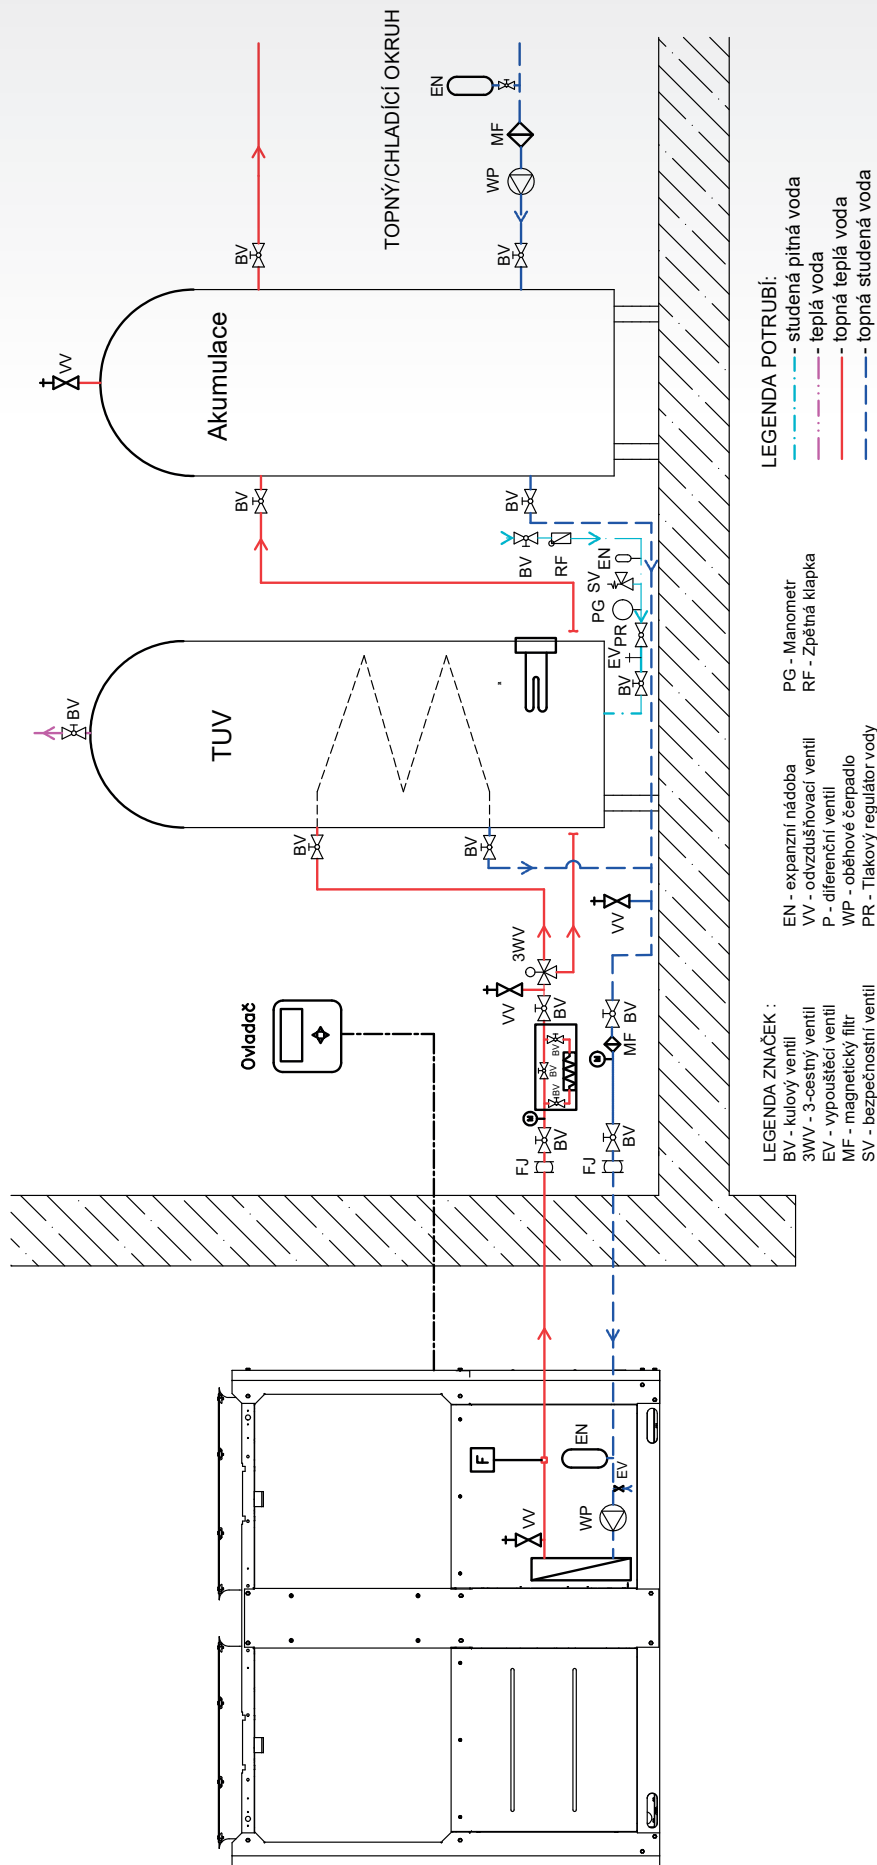 TOPNÝ/CHLADÍCÍ OKRUH
EN
MF
WP
BV
BV
VV
Akumulace
BV
BV
BV
RF
EN
SV
PG
PR
EV
BV
BV
TUV
BV
BV
VV
3WV
VV
BV
BV
MF
M
BV
BV
BV
M
BV
BV
FJ
FJ
Ovladač
F
VV
EN
EV
WP
LEGENDA POTRUBÍ:
- studená pitná voda
- teplá voda
- topná teplá voda
- topná studená voda
LEGENDA ZNAČEK :
BV - kulový ventil
3WV - 3-cestný ventil
EV - vypouštěcí ventil
MF - magnetický filtr
SV - bezpečnostní ventil
EN - expanzní nádoba
VV - odvzdušňovací ventil
P - diferenční ventil
WP - oběhové čerpadlo
PR - Tlakový regulátor vody
PG - Manometr
RF - Zpětná klapka